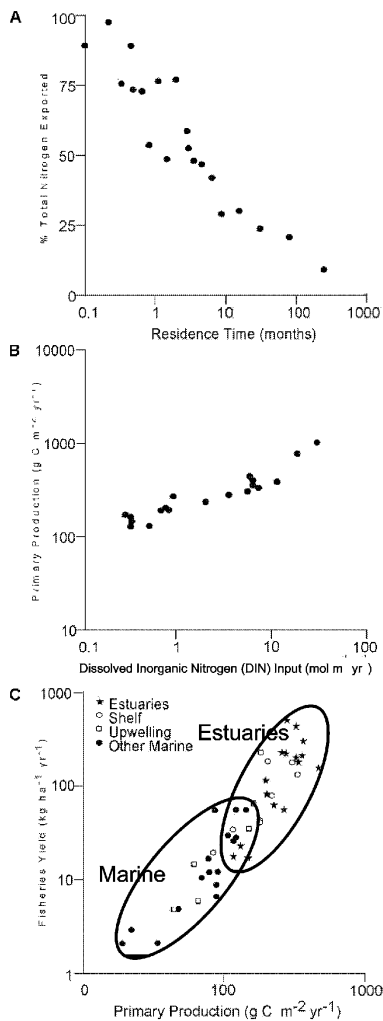 A
100
75
50
25
0
% Total Nitrogen Exported
0.1 1 10 100 1000
Residence Time (months)
B
10000
1000
100
10
Primary Production (g C m⁻² yr⁻¹)
0.1 1 10 100
Dissolved Inorganic Nitrogen (DIN) Input (mol m⁻ yr⁻)
C
1000
100
10
1
Fisheries Yield (kg ha⁻¹ yr⁻¹)
★ Estuaries
○ Shelf
□ Upwelling
● Other Marine
Estuaries
Marine
0 100 1000
Primary Production (g C m⁻² yr⁻¹)